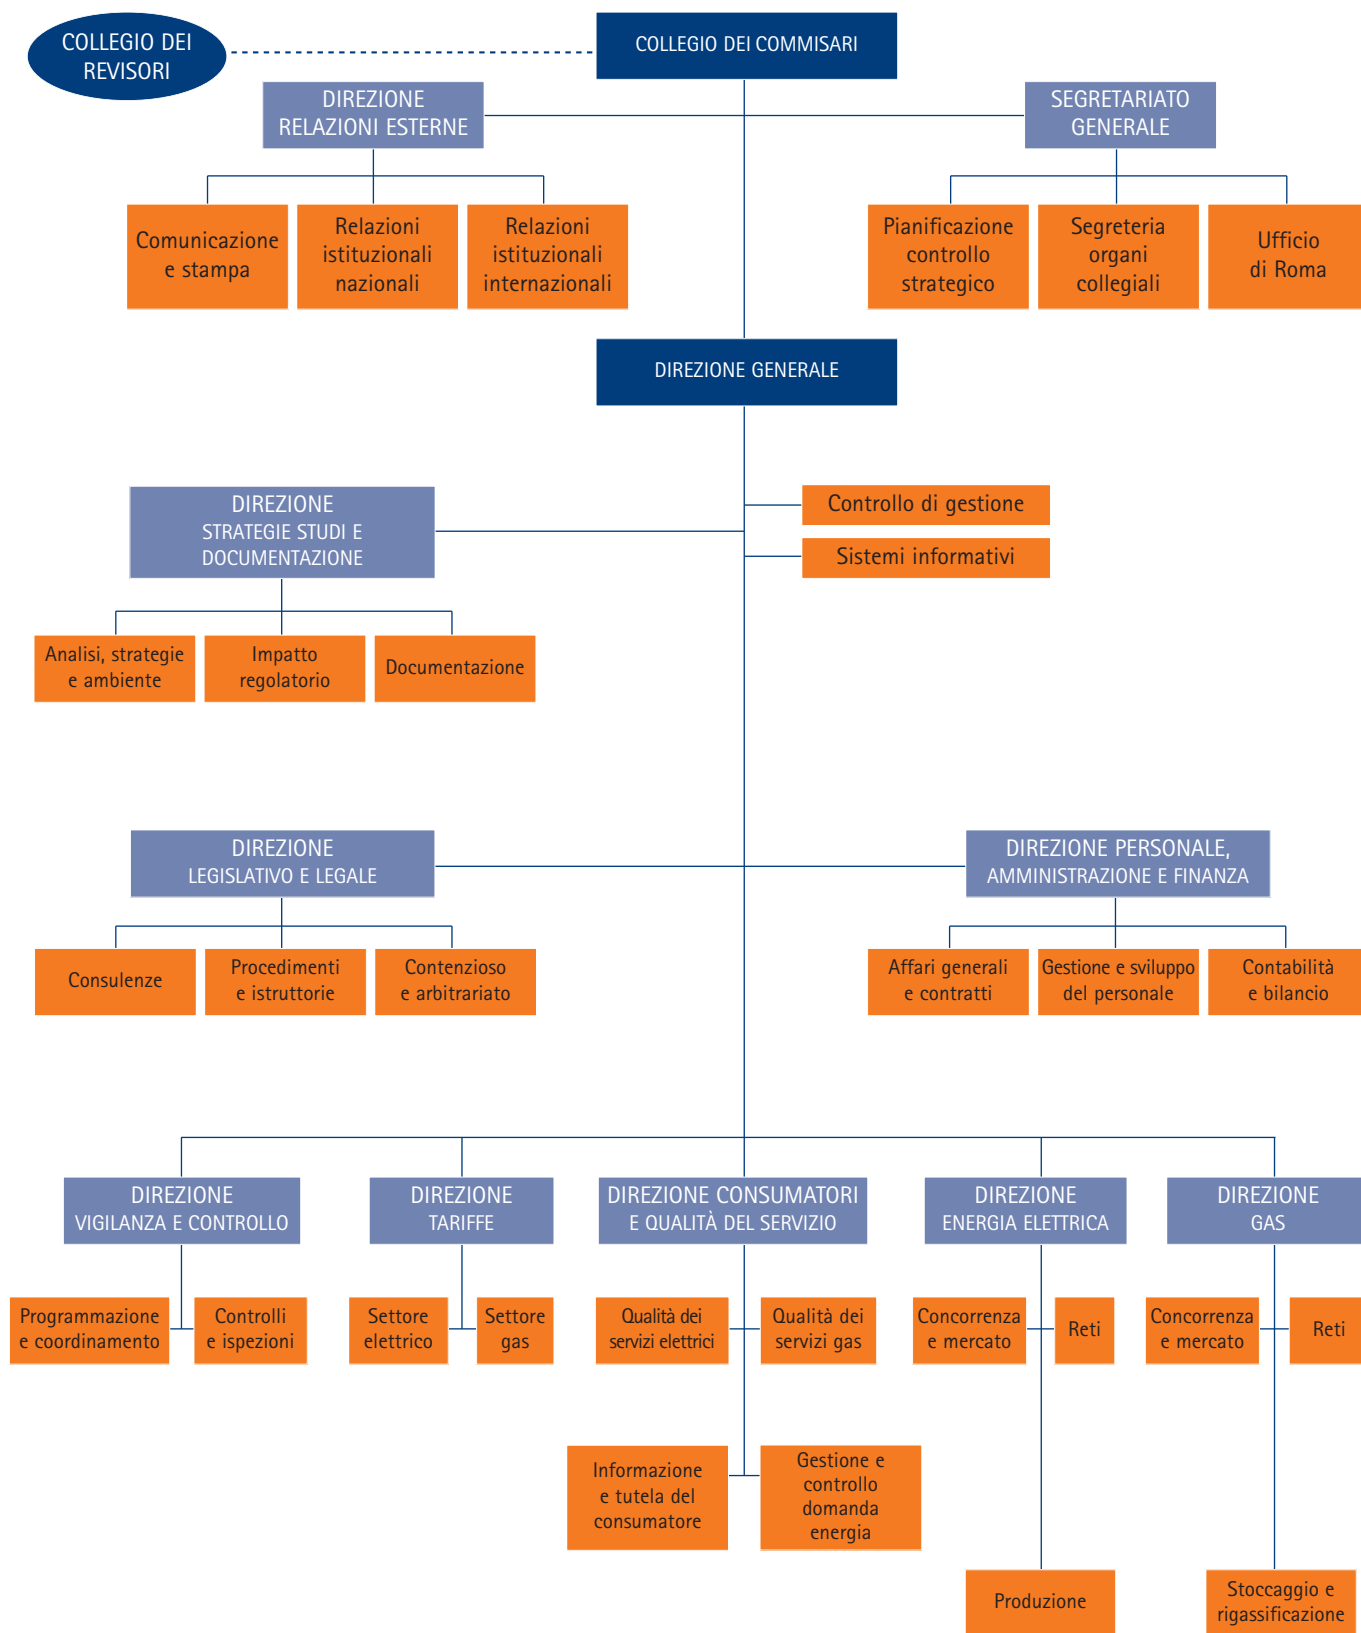 COLLEGIO DEI
REVISORI
COLLEGIO DEI COMMISARI
DIREZIONE
RELAZIONI ESTERNE
SEGRETARIATO
GENERALE
Comunicazione
e stampa
Relazioni
istituzionali
nazionali
Relazioni
istituzionali
internazionali
Pianificazione
controllo
strategico
Segreteria
organi
collegiali
Ufficio
di Roma
DIREZIONE GENERALE
DIREZIONE
STRATEGIE STUDI E
DOCUMENTAZIONE
Controllo di gestione
Sistemi informativi
Analisi, strategie
e ambiente
Impatto
regolatorio
Documentazione
DIREZIONE
LEGISLATIVO E LEGALE
DIREZIONE PERSONALE,
AMMINISTRAZIONE E FINANZA
Consulenze
Procedimenti
e istruttorie
Contenzioso
e arbitrariato
Affari generali
e contratti
Gestione e sviluppo
del personale
Contabilità
e bilancio
DIREZIONE
VIGILANZA E CONTROLLO
DIREZIONE
TARIFFE
DIREZIONE CONSUMATORI
E QUALITÀ DEL SERVIZIO
DIREZIONE
ENERGIA ELETTRICA
DIREZIONE
GAS
Programmazione
e coordinamento
Controlli
e ispezioni
Settore
elettrico
Settore
gas
Qualità dei
servizi elettrici
Qualità dei
servizi gas
Concorrenza
e mercato
Reti
Concorrenza
e mercato
Reti
Informazione
e tutela del
consumatore
Gestione e
controllo
domanda
energia
Produzione
Stoccaggio e
rigassificazione